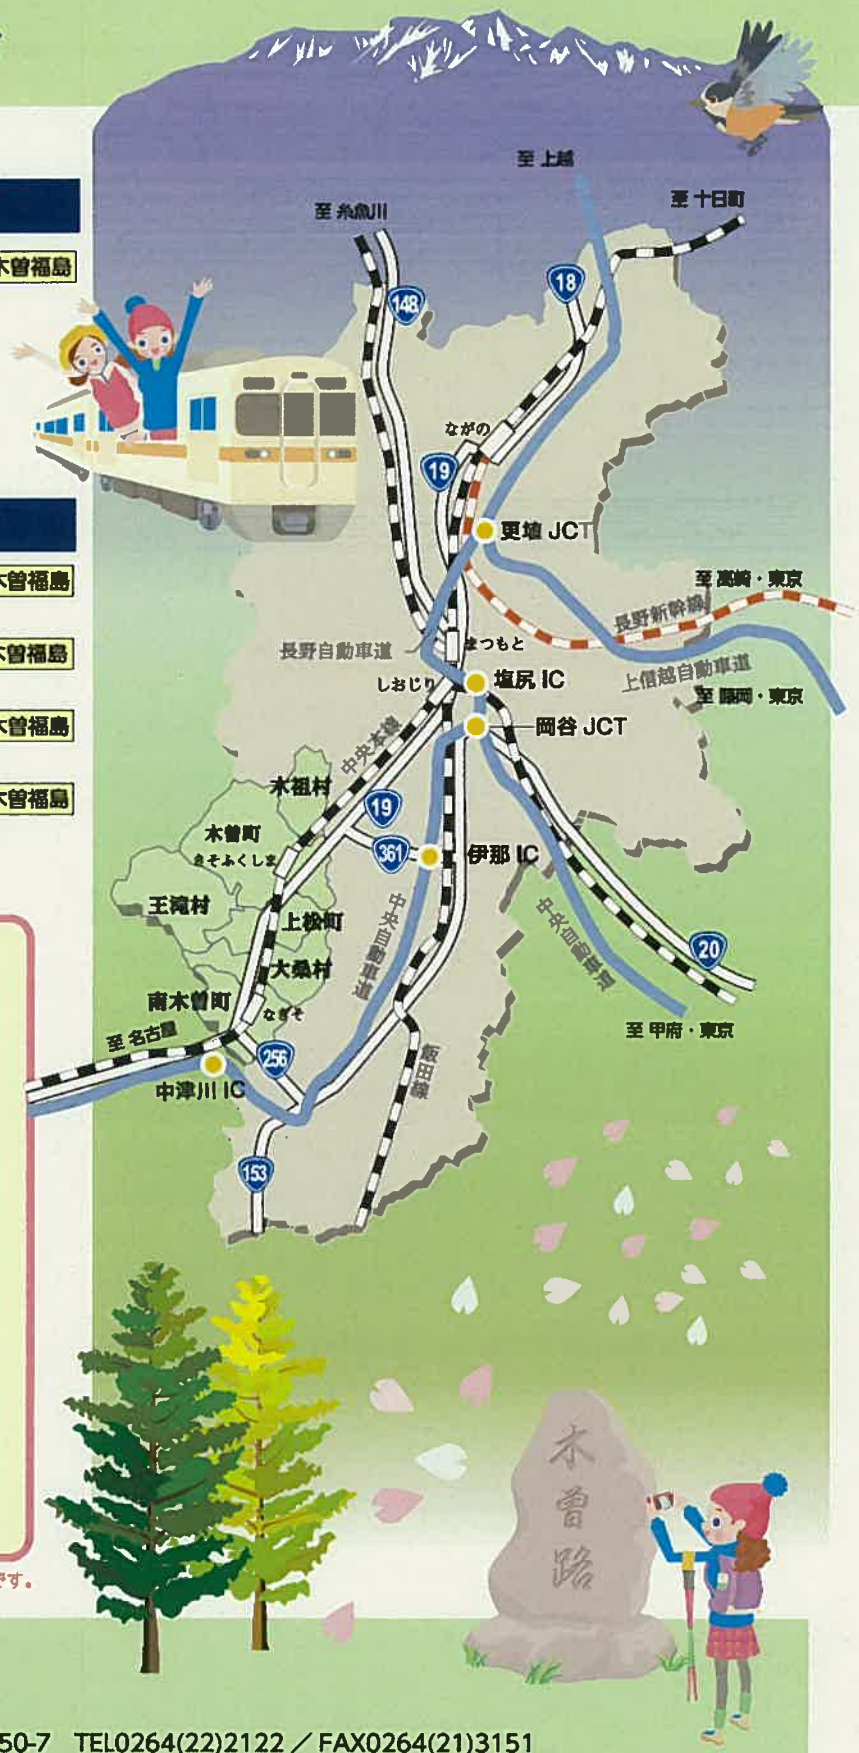 至 上越
至 十日町
至 糸魚川
木曽福島
18
148
ながの
19
更埴 JCT
木曽福島
至 高崎・東京
長野新幹線
まつもと
長野自動車道
木曽福島
上信越自動車道
しおじり
塩尻 IC
至 藤岡・東京
木曽福島
岡谷 JCT
中央本線
木祖村
木曽福島
19
木曽町
きそふくしま
361
伊那 IC
王滝村
上松町
中央自動車道
中央自動車道
20
大桑村
南木曽町
なぎそ
至 名古屋
至 甲府・東京
256
飯田線
中津川 IC
153
木曽路
です。
50-7 TEL0264(22)2122 / FAX0264(21)3151